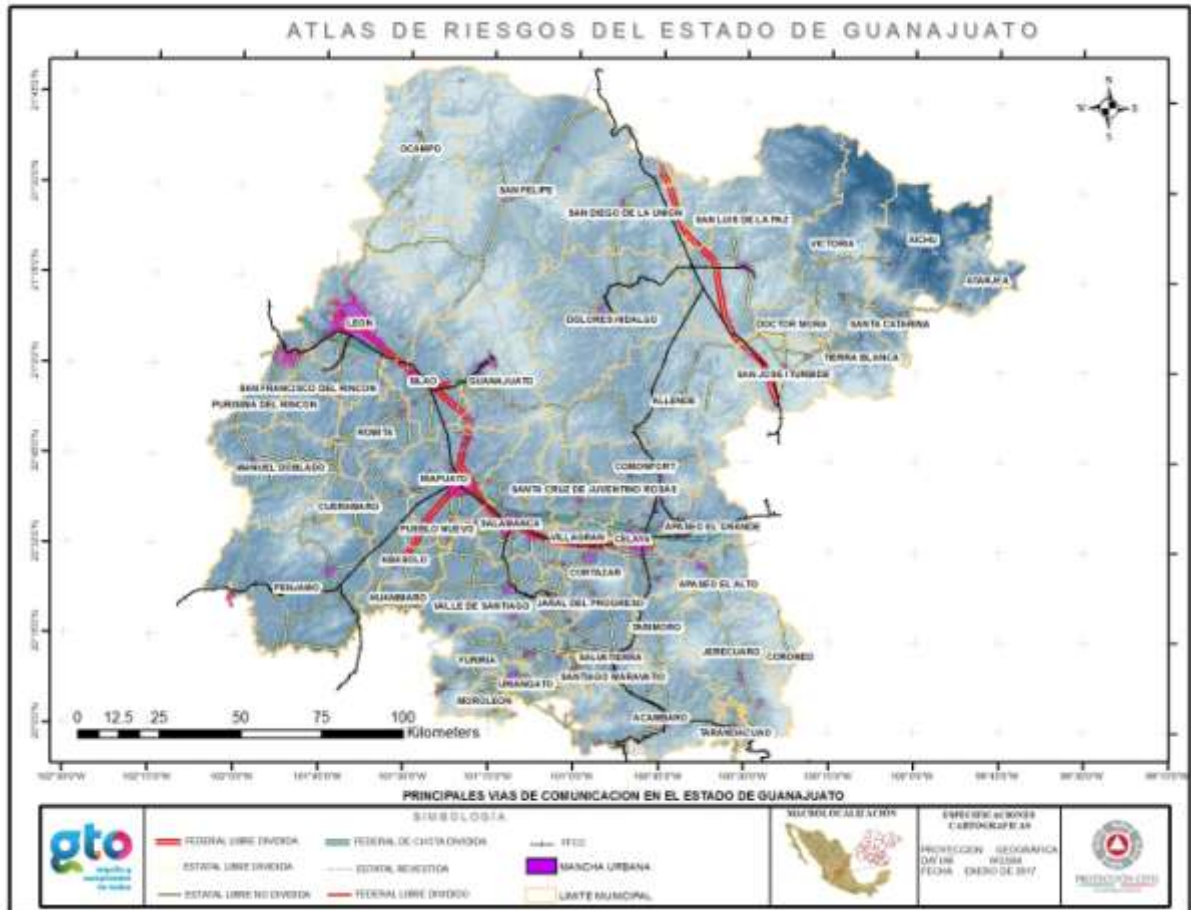 ATLAS DE RIESGOS DEL ESTADO DE GUANAJUATO
N
S
OCAMPO
SAN FELIPE
SAN DIEGO DE LA UNION
SAN LUIS DE LA PAZ
VICTORIA
XICHU
ATARJEA
LEON
DOLORES HIDALGO
DOCTOR MORA
SANTA CATARINA
TIERRA BLANCA
SAN JOSE ITURBIDE
SAN FRANCISCO DEL RINCON
SILAO
GUANAJUATO
PURISIMA DEL RINCON
ALLENDE
ROMITA
MANUEL DOBLADO
COMONFORT
IRAPUATO
SANTA CRUZ DE JUVENTINO ROSAS
CUERAMARO
PUEBLO NUEVO
SALAMANCA
APASEO EL GRANDE
VILLAGRAN
CELAYA
ABASOLO
CORTAZAR
APASEO EL ALTO
PENJAMO
HUANIMARO
VALLE DE SANTIAGO
JARAL DEL PROGRESO
TARIMORO
YURIRIA
SALVATIERRA
JERECUARO
CORONEO
URIANGATO
SANTIAGO MARAVATIO
MOROLEON
ACAMBARO
TARANDACUAO
0 12.5 25 50 75 100
Kilometers
PRINCIPALES VIAS DE COMUNICACION EN EL ESTADO DE GUANAJUATO
SIMBOLOGIA
gto
FEDERAL LIBRE DIVIDIDA
FEDERAL DE CUOTA DIVIDIDA
FFCC
ESTATAL LIBRE DIVIDIDA
ESTATAL REVESTIDA
MANCHA URBANA
ESTATAL LIBRE NO DIVIDIDA
FEDERAL LIBRE DIVIDIDO
LIMITE MUNICIPAL
MACROLOCALIZACIÓN
ESPECIFICACIONES
CARTOGRAFICAS
PROYECCION GEOGRÁFICA
FECHA ENERO DE 2017
PROTECCIÓN CIVIL